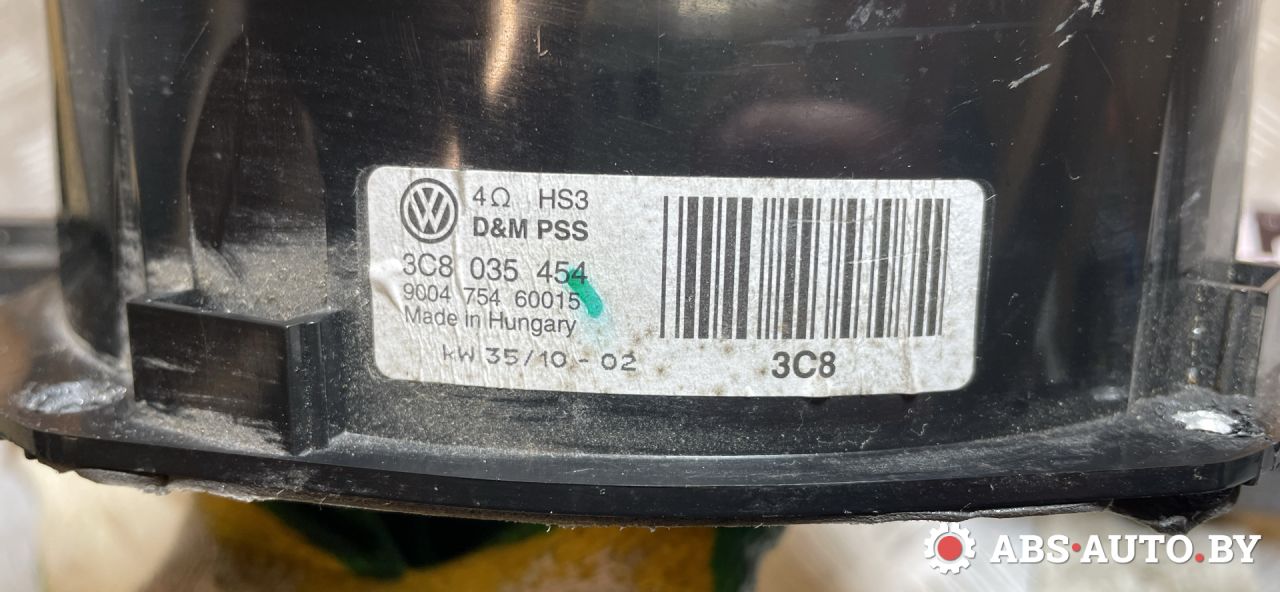 4Ω HS3
D&M PSS
3C8 035 454
9004 754 60015
Made in Hungary
kW 35/10 - 02
3C8
ABS·AUTO.BY